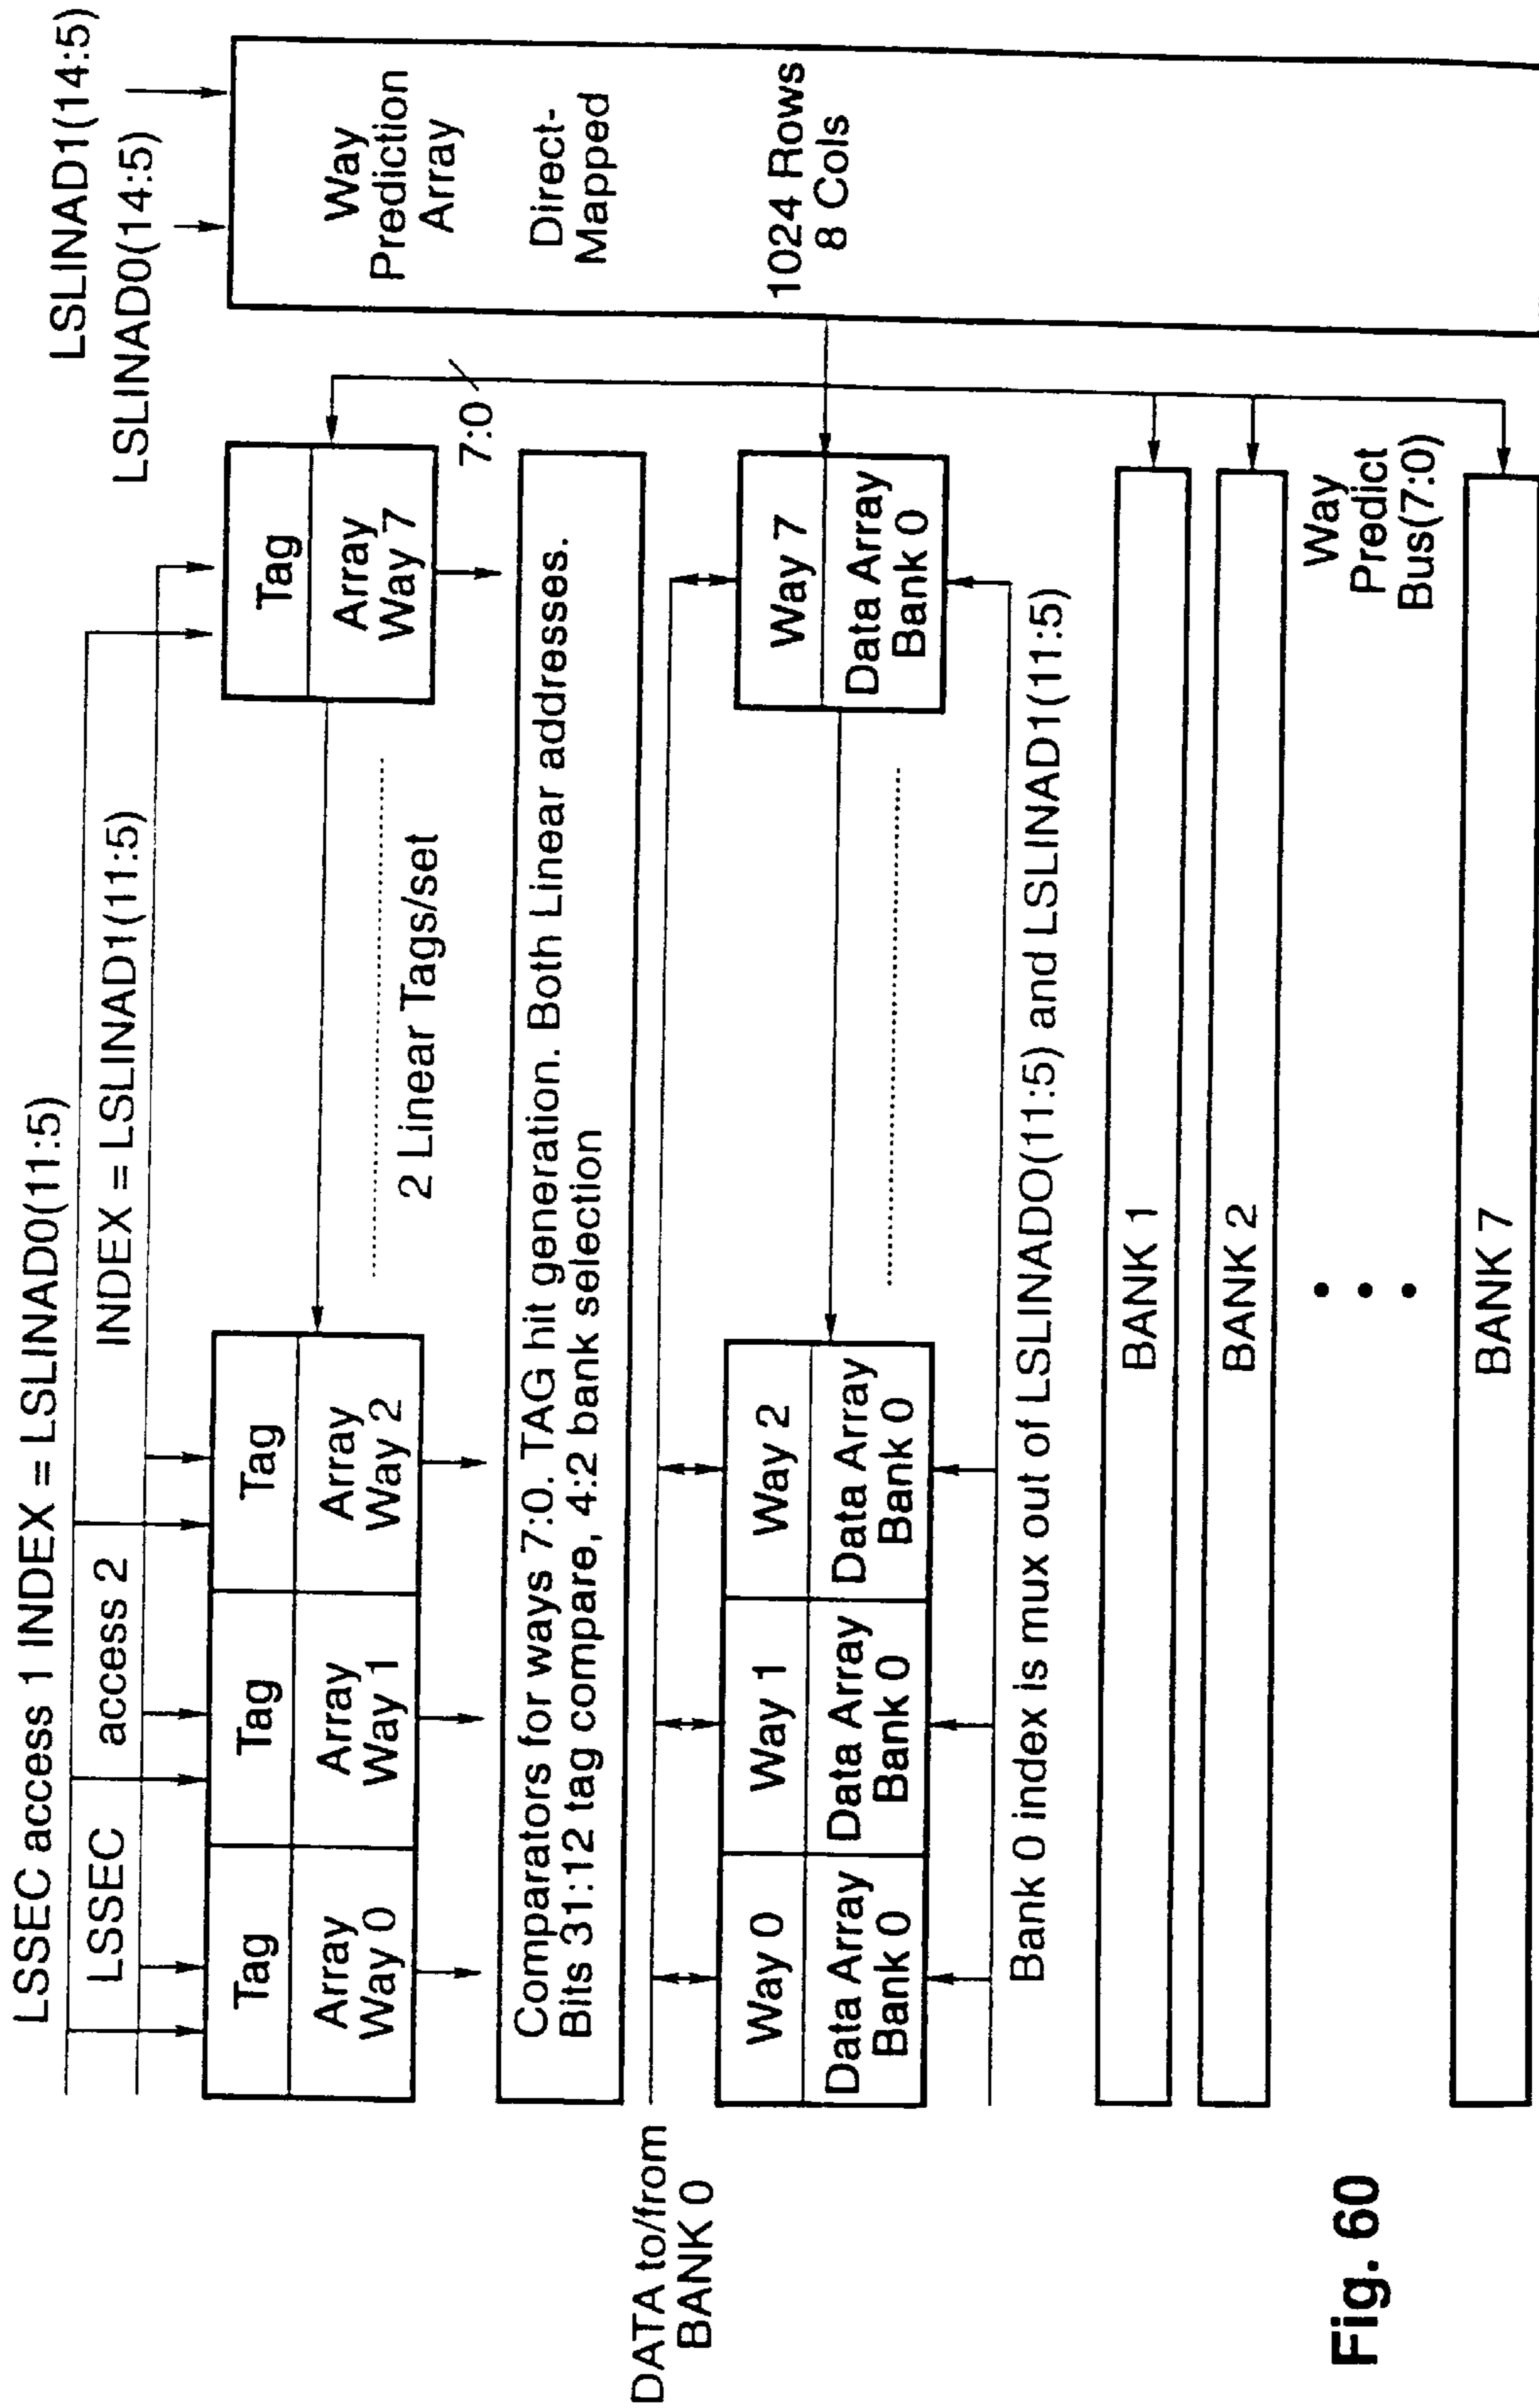 LSSEC access 1 INDEX = LSLINAD0(11:5)
LSSEC access 2 INDEX = LSLINAD1(11:5)
LSLINAD1(14:5)
LSLINAD0(14:5)
Tag
Array
Way 0
Tag
Array
Way 1
Tag
Array
Way 2
Tag
Array
Way 7
2 Linear Tags/set
7:0
Way
Prediction
Array
Direct-
Mapped
1024 Rows
8 Cols
Comparators for ways 7:0. TAG hit generation. Both Linear addresses.
Bits 31:12 tag compare, 4:2 bank selection
DATA to/from
BANK 0
Way 0
Data Array
Bank 0
Way 1
Data Array
Bank 0
Way 2
Data Array
Bank 0
Way 7
Data Array
Bank 0
Bank 0 index is mux out of LSLINADO(11:5) and LSLINAD1(11:5)
BANK 1
BANK 2
Way
Predict
Bus(7:0)
BANK 7
Fig. 60